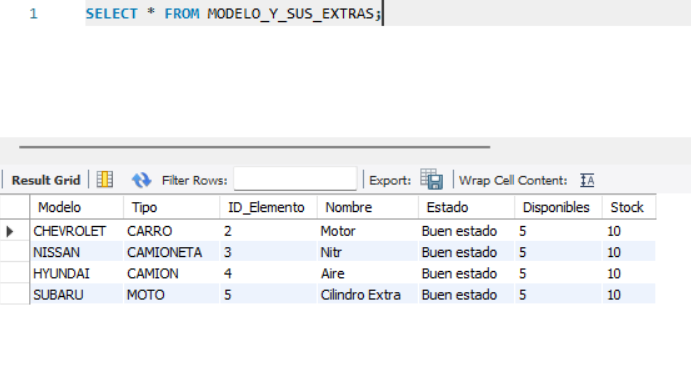 1 SELECT * FROM MODELO_Y_SUS_EXTRAS;
Result Grid Filter Rows: Export: Wrap Cell Content: IA
Modelo Tipo ID_Elemento Nombre Estado Disponibles Stock
CHEVROLET CARRO 2 Motor Buen estado 5 10
NISSAN CAMIONETA 3 Nitr Buen estado 5 10
HYUNDAI CAMION 4 Aire Buen estado 5 10
SUBARU MOTO 5 Cilindro Extra Buen estado 5 10